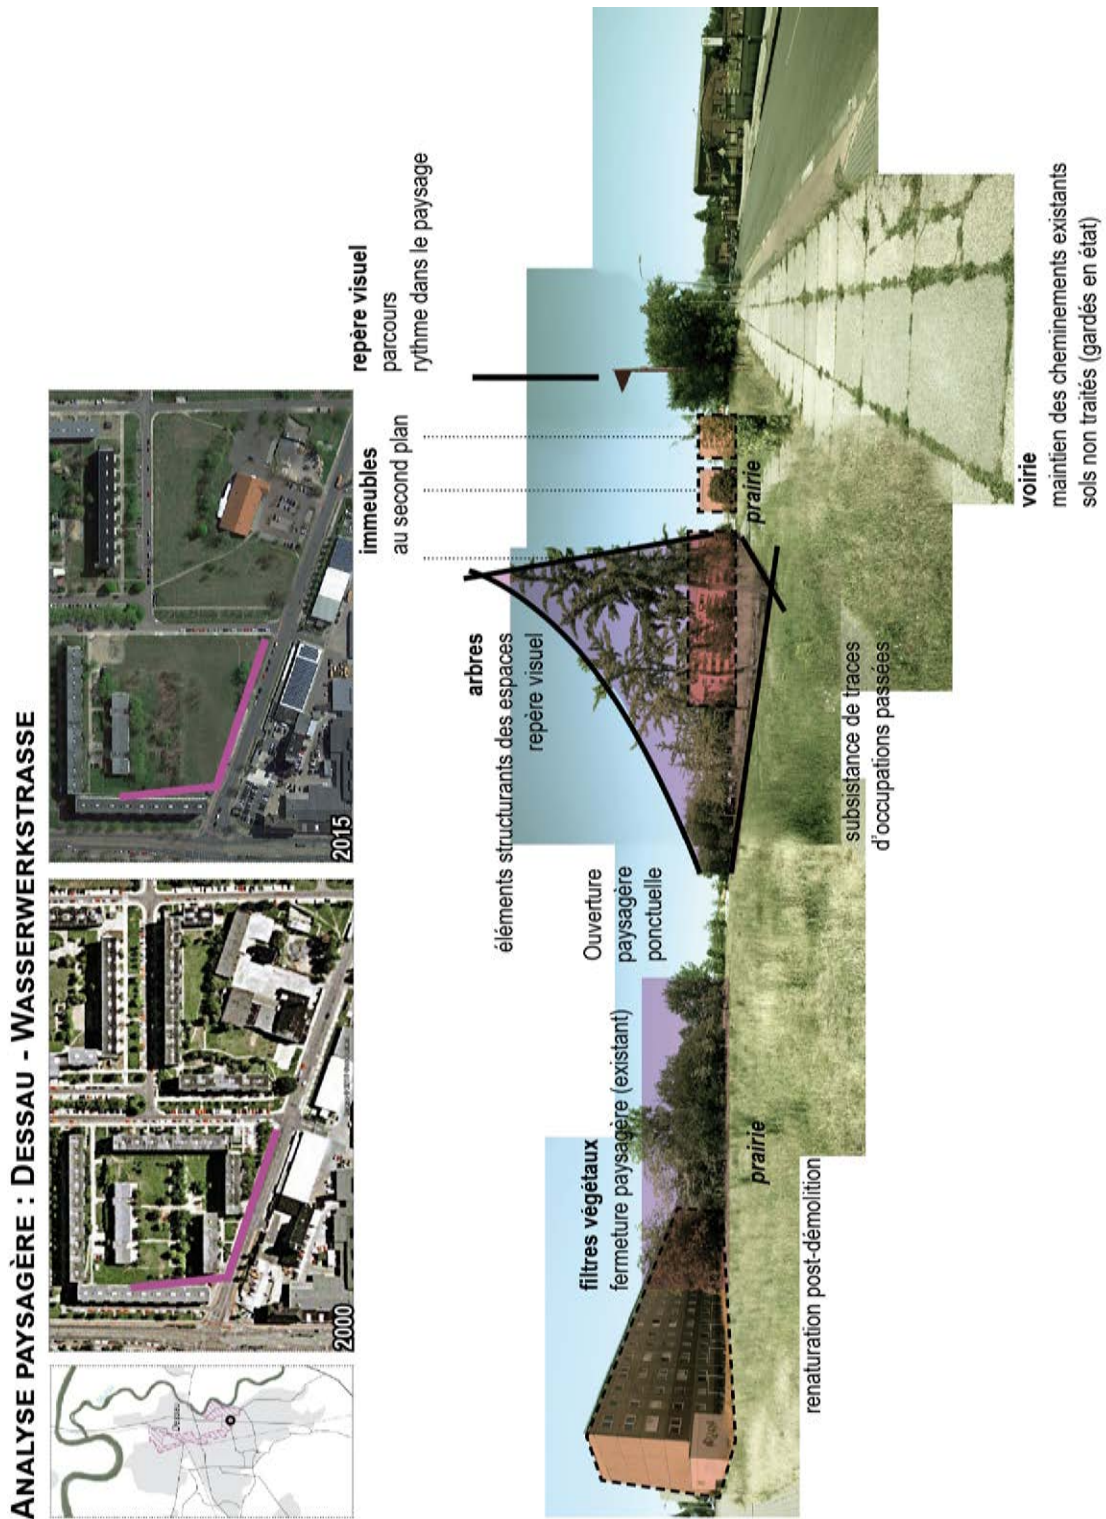 ANALYSE PAYSAGÈRE : DESSAU - WASSERWERKSTRASSE
Dessau
2000
2015
repère visuel
parcours
rythme dans le paysage
immeubles
au second plan
arbres
éléments structurants des espaces
repère visuel
Ouverture
paysagère
ponctuelle
filtres végétaux
fermeture paysagère (existant)
prairie
prairie
renaturation post-démolition
subsistance de traces
d'occupations passées
voirie
maintien des cheminements existants
sols non traités (gardés en état)